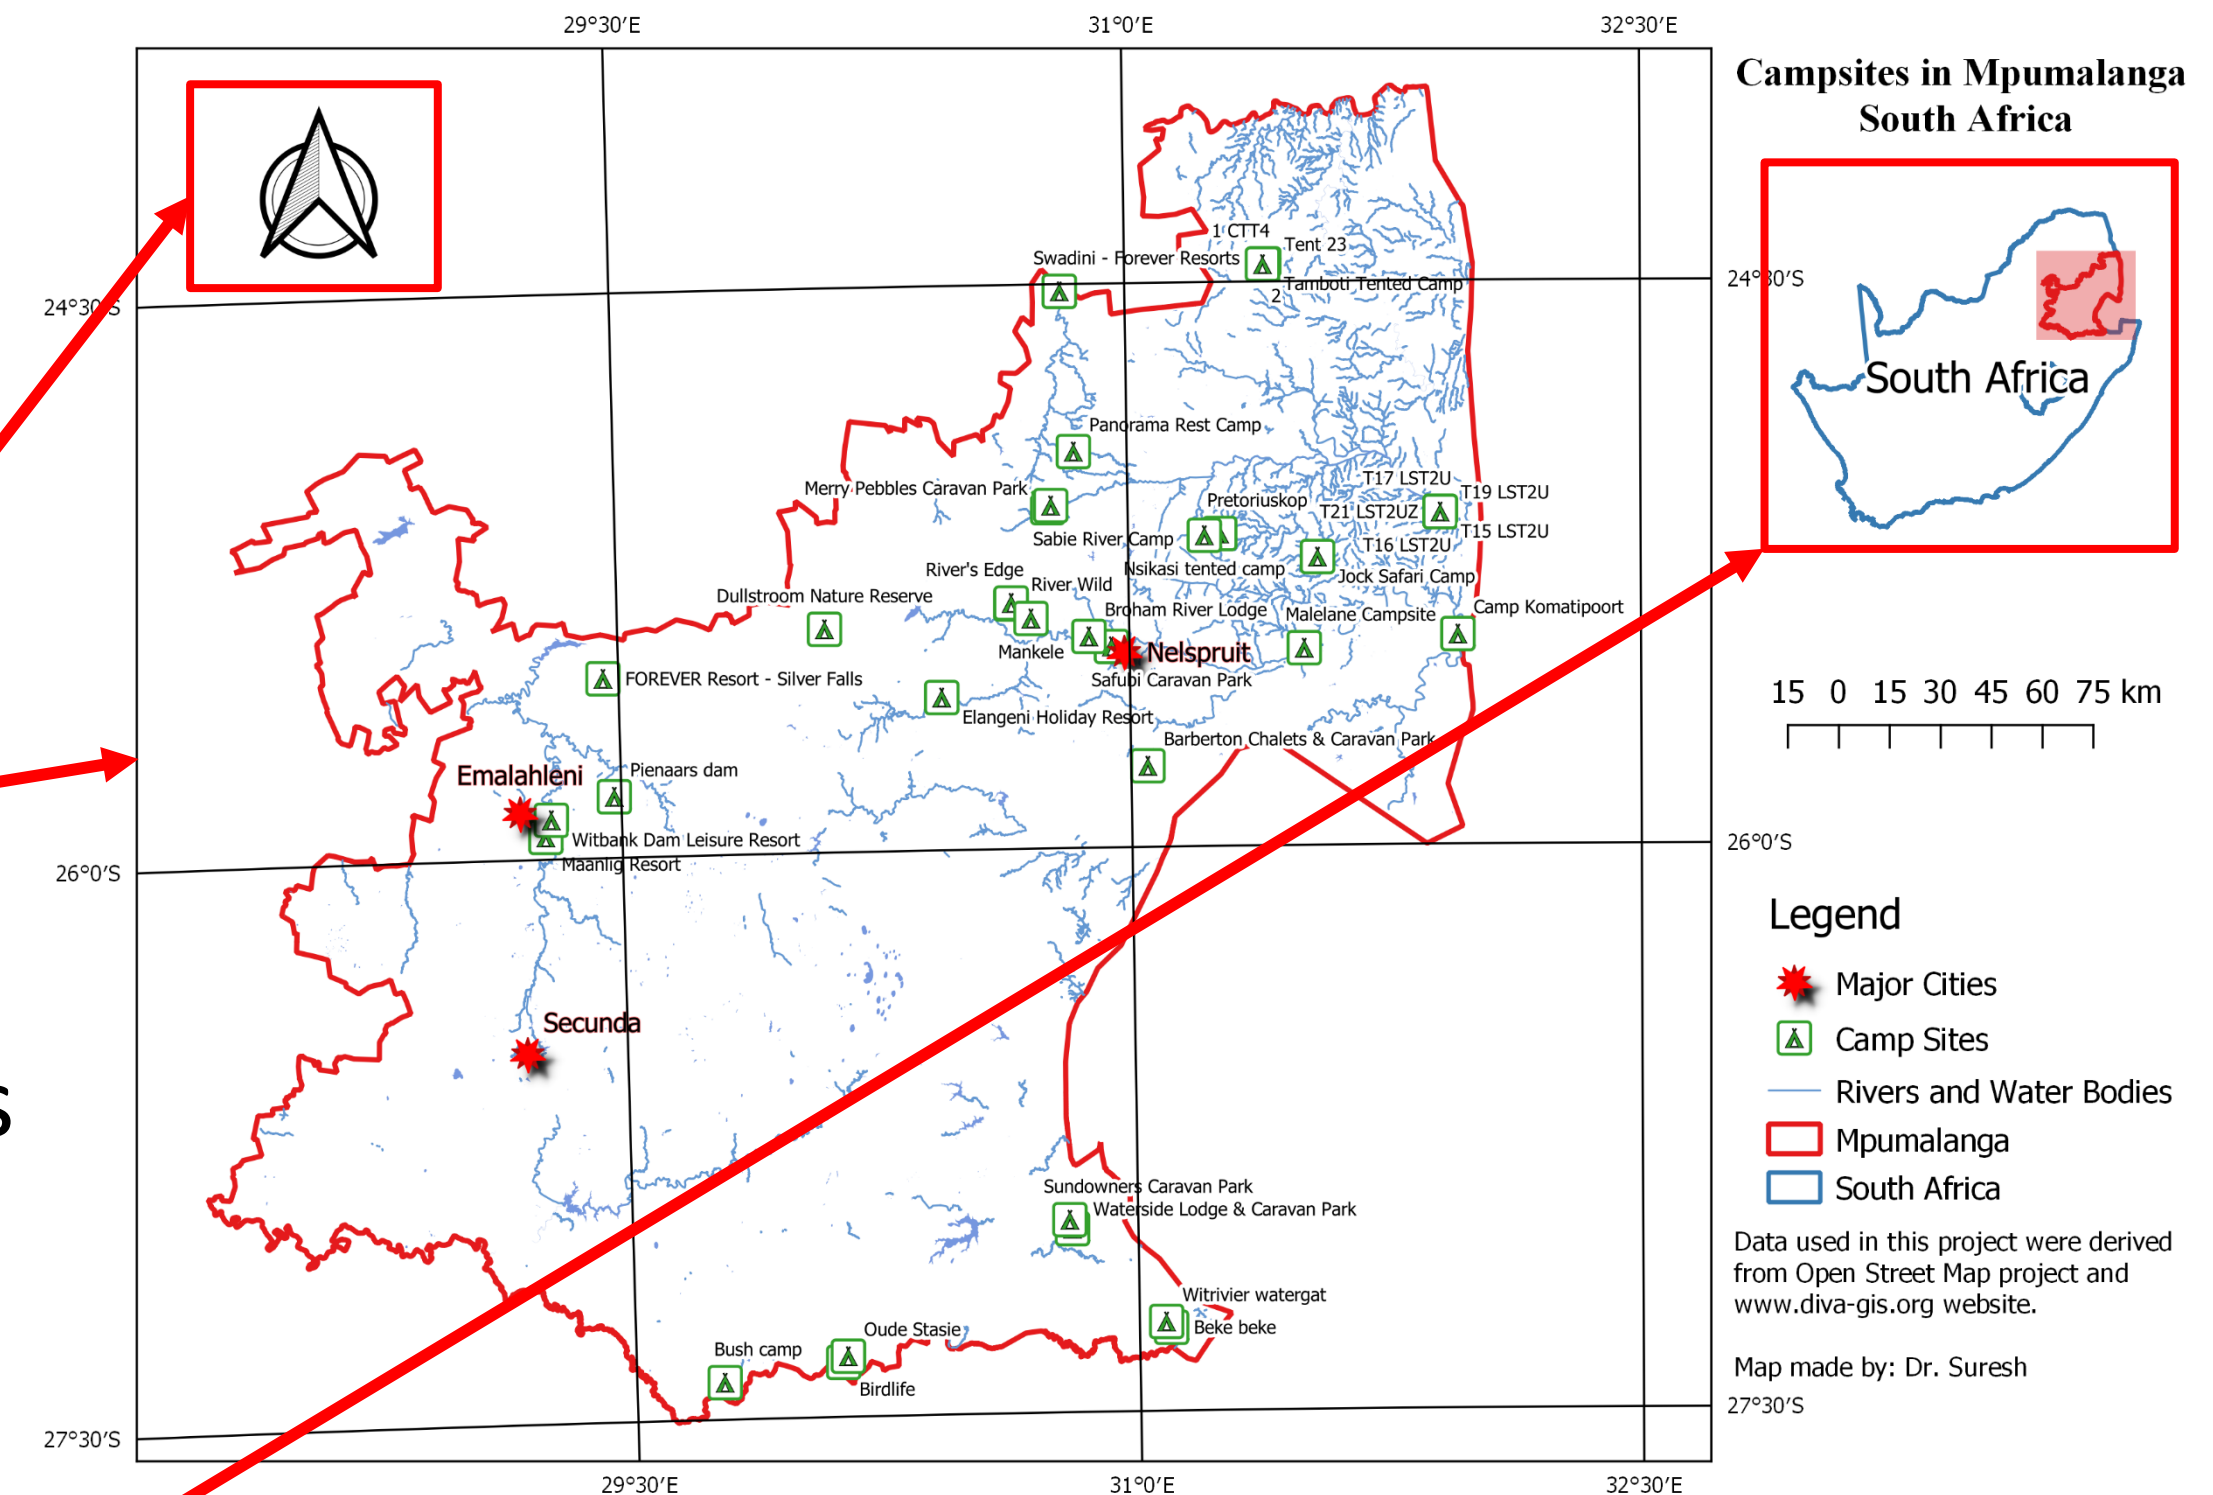 29°30′E 31°0′E 32°30′E
Campsites in Mpumalanga
South Africa
24°30′S
24°30′S
South Africa
1 CTT4
Tent 23
Swadini - Forever Resorts
Tamboti Tented Camp
2
Panorama Rest Camp
T17 LST2U
Merry Pebbles Caravan Park
T19 LST2U
Pretoriuskop
T21 LST2UZ
T15 LST2U
Sabie River Camp
T16 LST2U
Nsikasi tented camp
Jock Safari Camp
River's Edge
River Wild
Dullstroom Nature Reserve
Broham River Lodge
Malelane Campsite
Camp Komatipoort
Mankele
Nelspruit
FOREVER Resort - Silver Falls
Safubi Caravan Park
Elangeni Holiday Resort
Barberton Chalets & Caravan Park
Emalahleni
Pienaars dam
Witbank Dam Leisure Resort
Maanlig Resort
26°0′S
26°0′S
Secunda
S
Sundowners Caravan Park
Waterside Lodge & Caravan Park
Witrivier watergat
Beke beke
Oude Stasie
Bush camp
Birdlife
27°30′S
27°30′S
29°30′E 31°0′E 32°30′E
15 0 15 30 45 60 75 km
Legend
Major Cities
Camp Sites
Rivers and Water Bodies
Mpumalanga
South Africa
Data used in this project were derived
from Open Street Map project and
www.diva-gis.org website.
Map made by: Dr. Suresh